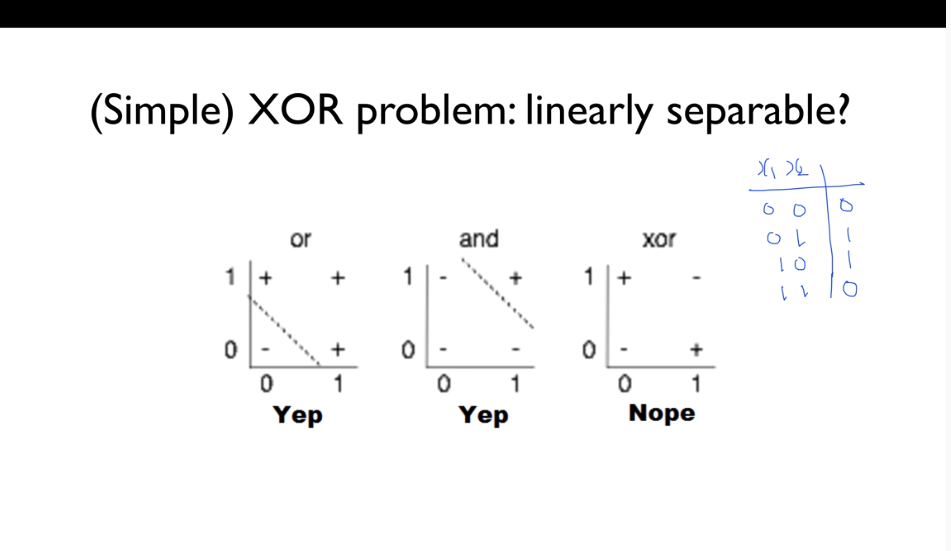 (Simple) XOR problem: linearly separable?
x1 x2
0 0 0
0 1 1
1 0 1
1 1 0
or and xor
1 + + 1 - + 1 + -
0 - + 0 - - 0 - +
0 1 0 1 0 1
Yep Yep Nope